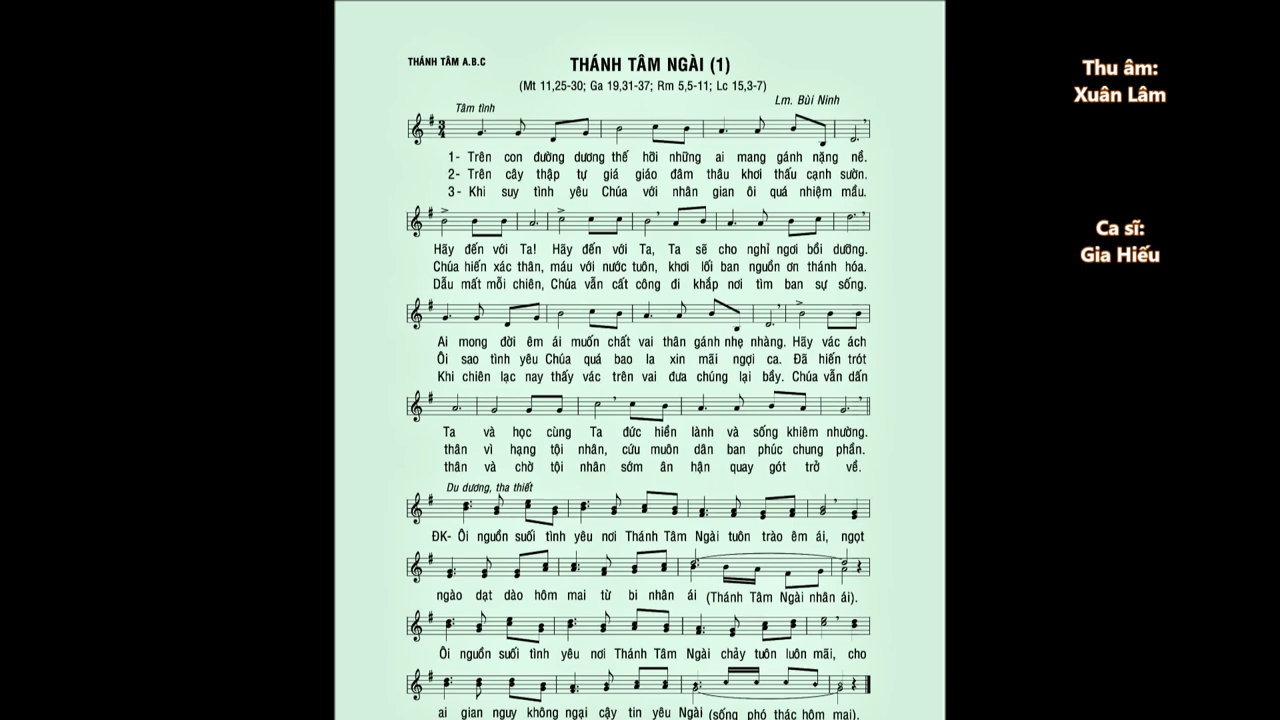 THÁNH TÂM A.B.C
THÁNH TÂM NGÀI (1)
(Mt 11,25-30; Ga 19,31-37; Rm 5,5-11; Lc 15,3-7)
Lm. Bùi Ninh
Tâm tình
1- Trên con đường dương thế hỡi những ai mang gánh nặng nề.
2- Trên cây thập tự giá giáo đâm thâu khơi thấu cạnh sườn.
3- Khi suy tình yêu Chúa với nhân gian ôi quá nhiệm mầu.
Hãy đến với Ta! Hãy đến với Ta, Ta sẽ cho nghỉ ngơi bồi dưỡng.
Chúa hiến xác thân, máu với nước tuôn, khơi lối ban nguồn ơn thánh hóa.
Dẫu mất mỗi chiên, Chúa vẫn cất công đi khắp nơi tìm ban sự sống.
Ai mong đời êm ái muốn chất vai thân gánh nhẹ nhàng. Hãy vác ách
Ôi sao tình yêu Chúa quá bao la xin mãi ngợi ca. Đã hiến trót
Khi chiên lạc nay thấy vác trên vai đưa chúng lại bầy. Chúa vẫn dấn
Ta và học cùng Ta đức hiền lành và sống khiêm nhường.
thân vì hạng tội nhân, cứu muôn dân ban phúc chung phần.
thân và chờ tội nhân sớm ăn hận quay gót trở về.
Du dương, tha thiết
ĐK- Ôi nguồn suối tình yêu nơi Thánh Tâm Ngài tuôn trào êm ái, ngọt
ngào dạt dào hôm mai từ bi nhân ái (Thánh Tâm Ngài nhân ái).
Ôi nguồn suối tình yêu nơi Thánh Tâm Ngài chảy tuôn luôn mãi, cho
ai gian nguy không ngại cậy tin yêu Ngài (sống phó thác hôm mai).
Thu âm:
Xuân Lâm
Ca sĩ:
Gia Hiếu